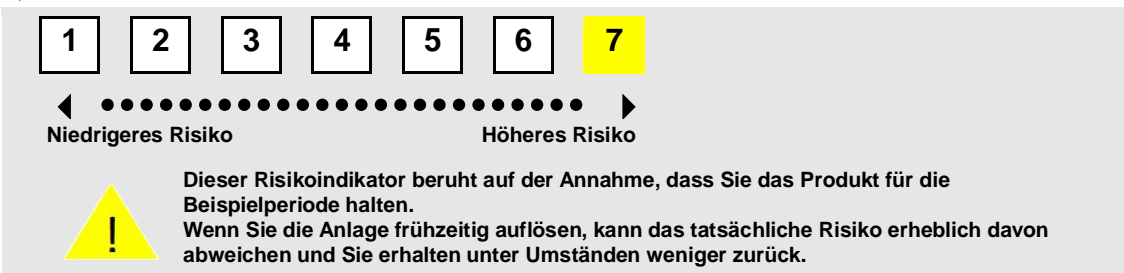 1 2 3 4 5 6 7
Niedrigeres Risiko Höheres Risiko
Dieser Risikoindikator beruht auf der Annahme, dass Sie das Produkt für die
Beispielperiode halten.
! Wenn Sie die Anlage frühzeitig auflösen, kann das tatsächliche Risiko erheblich davon
abweichen und Sie erhalten unter Umständen weniger zurück.